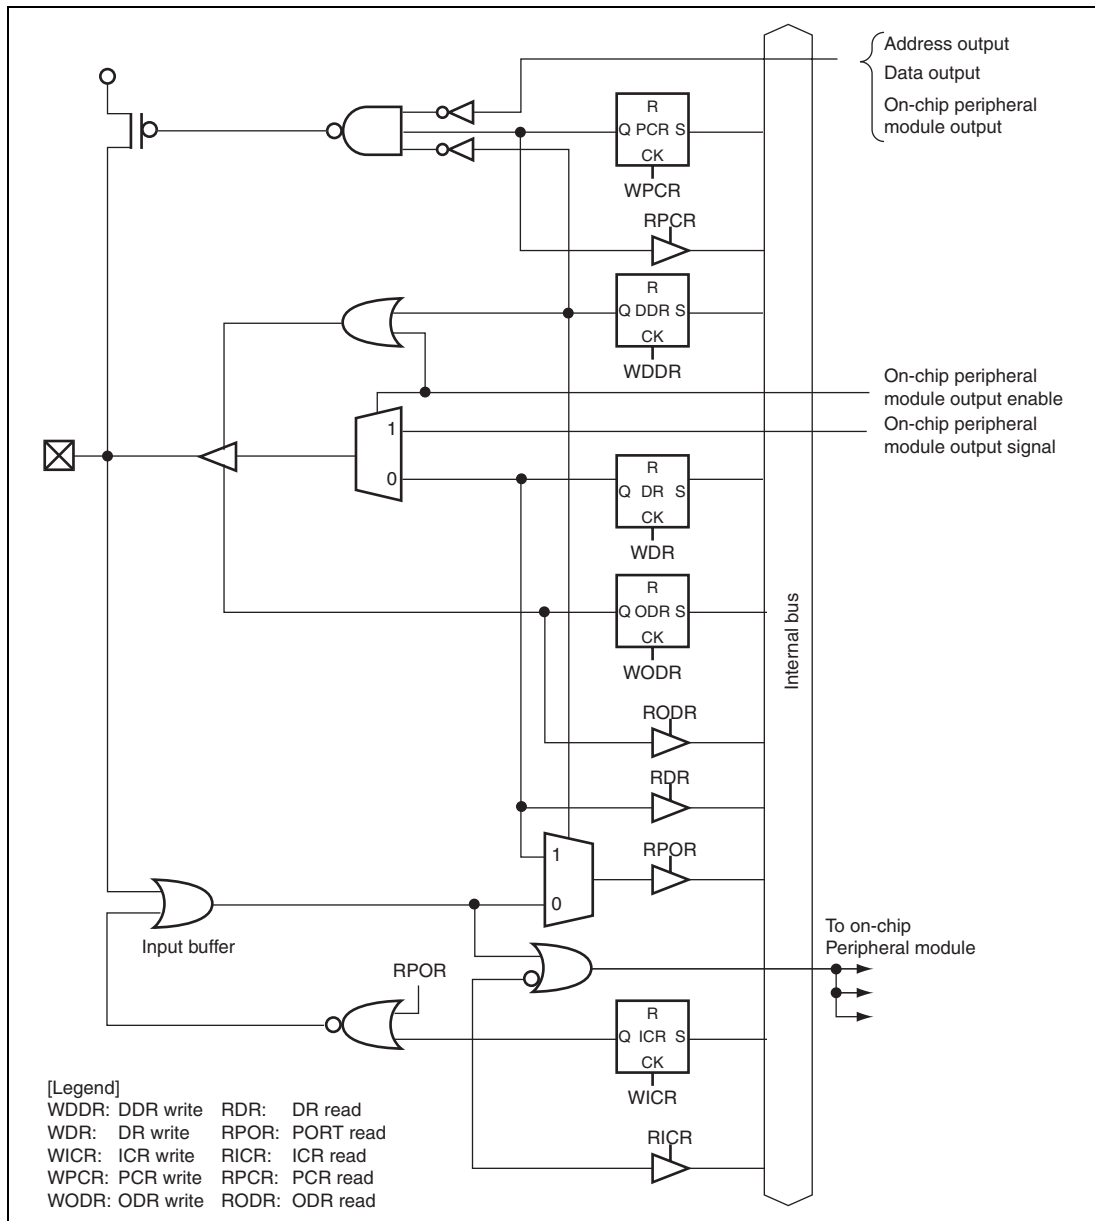 Address output
Data output
On-chip peripheral
module output
R
Q PCR S
CK
WPCR
RPCR
R
Q DDR S
CK
WDDR
On-chip peripheral
module output enable
On-chip peripheral
module output signal
1
0
R
Q DR S
CK
WDR
R
Q ODR S
CK
WODR
Internal bus
RODR
RDR
RPOR
1
0
Input buffer
To on-chip
Peripheral module
RPOR
R
Q ICR S
CK
WICR
RICR
[Legend]
WDDR: DDR write RDR: DR read
WDR: DR write RPOR: PORT read
WICR: ICR write RICR: ICR read
WPCR: PCR write RPCR: PCR read
WODR: ODR write RODR: ODR read